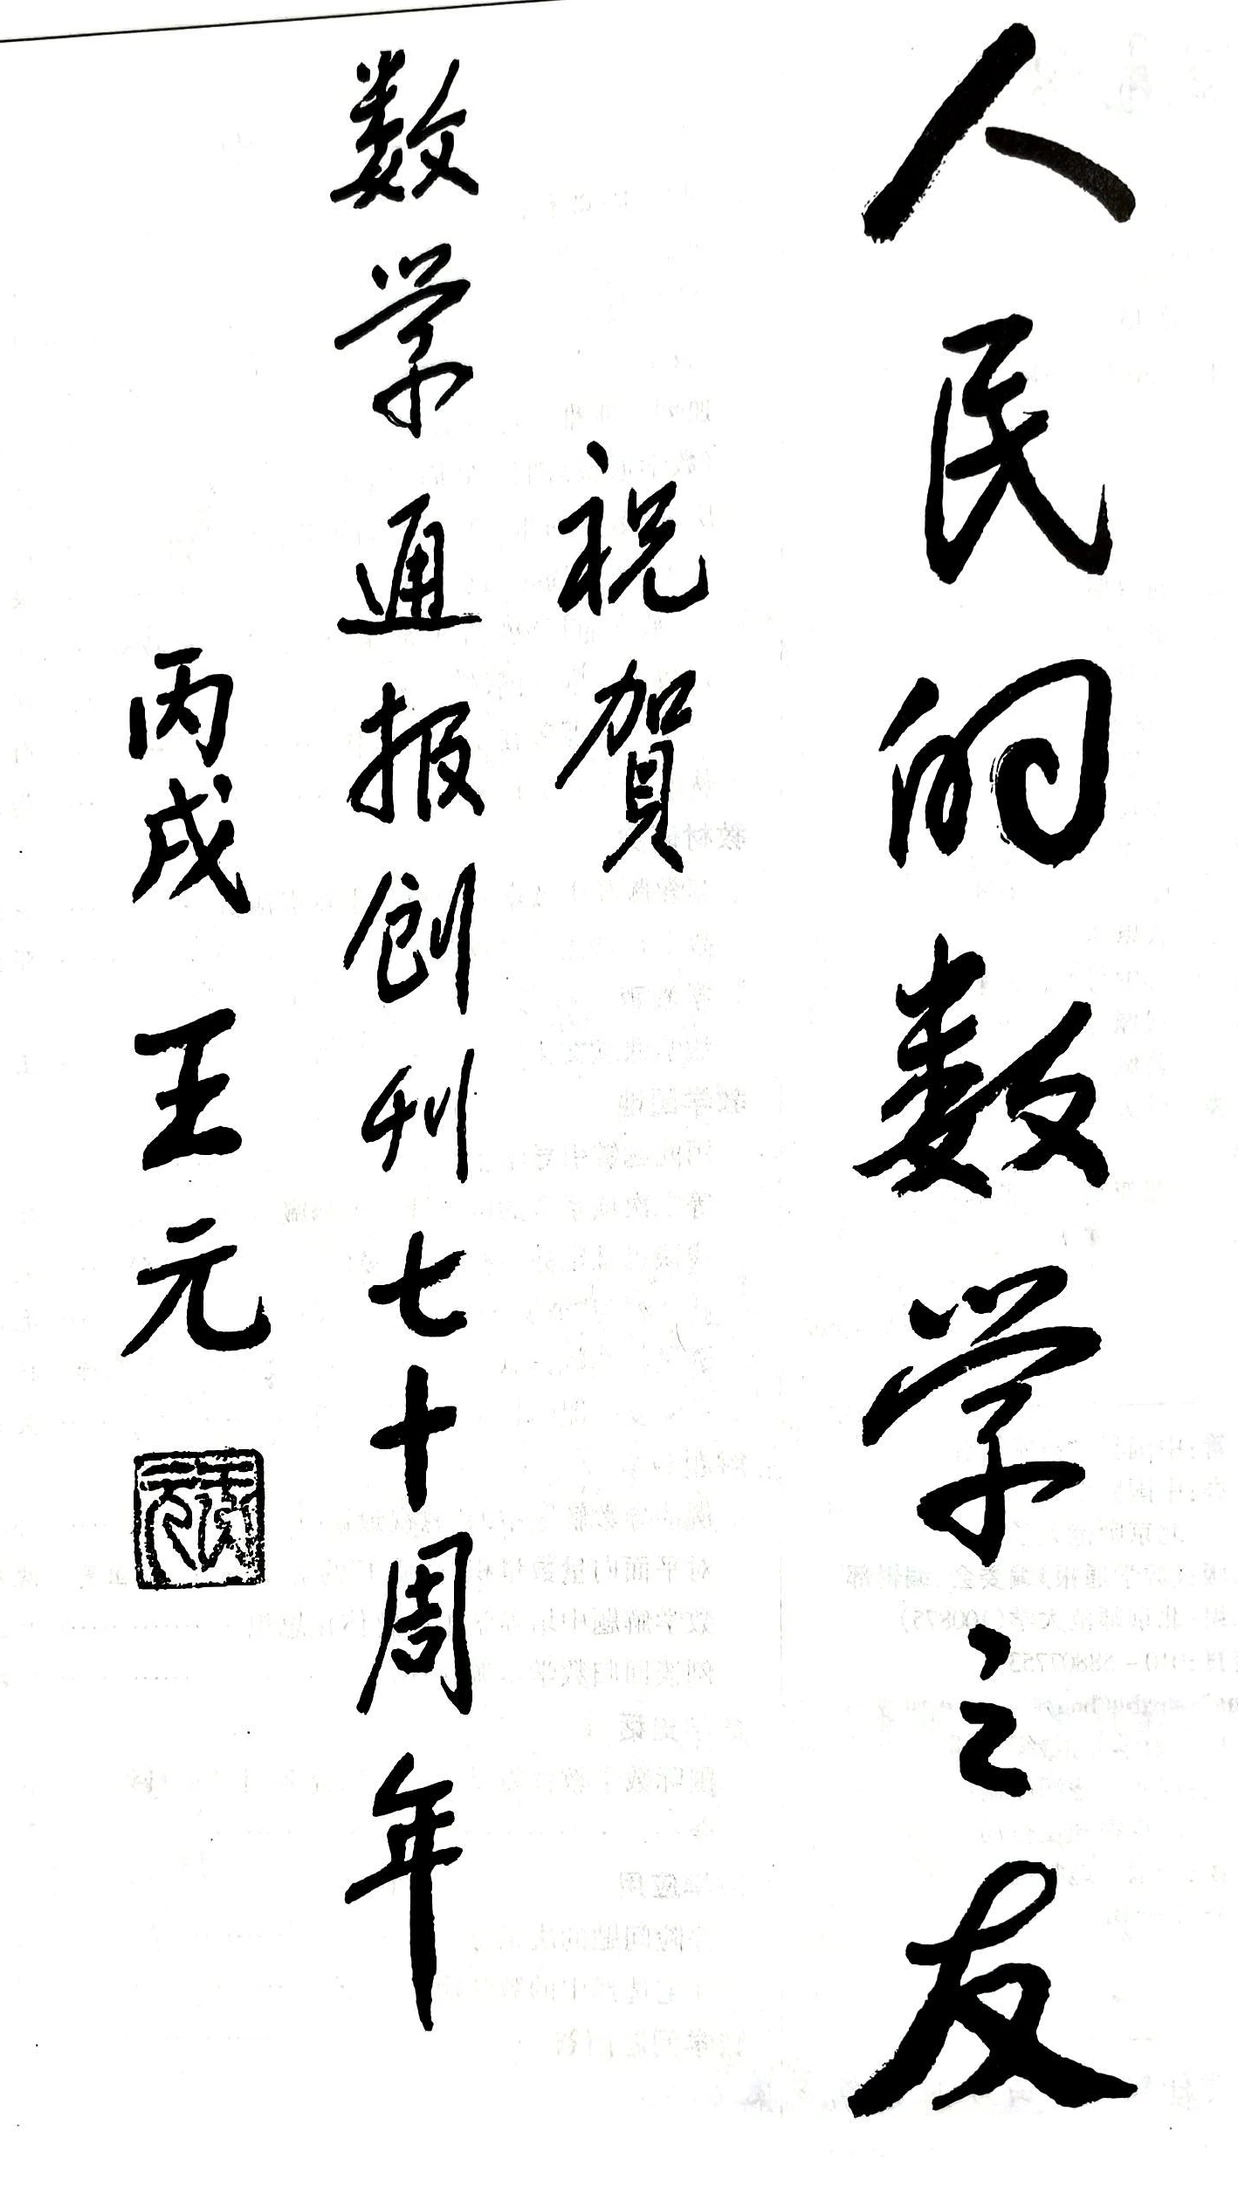 人民的数学之友
祝賀
数学通报创刊七十周年
丙戌 王元